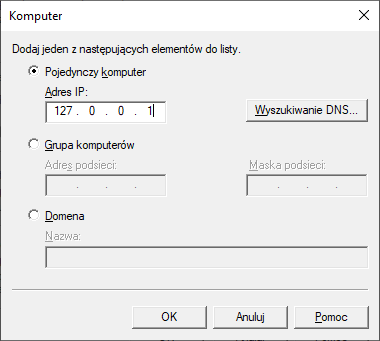 Komputer
Dodaj jeden z następujących elementów do listy.
Pojedynczy komputer
Adres IP:
127 . 0 . 0 . 1
Wyszukiwanie DNS...
Grupa komputerów
Adres podsieci: Maska podsieci:
. . . . . .
Domena
Nazwa:
OK Anuluj Pomoc